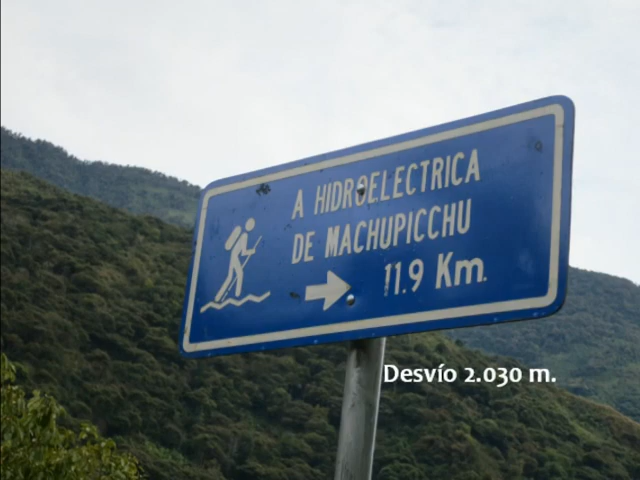 A HIDROELECTRICA
DE MACHUPICCHU
11.9 Km.
Desvío 2.030 m.